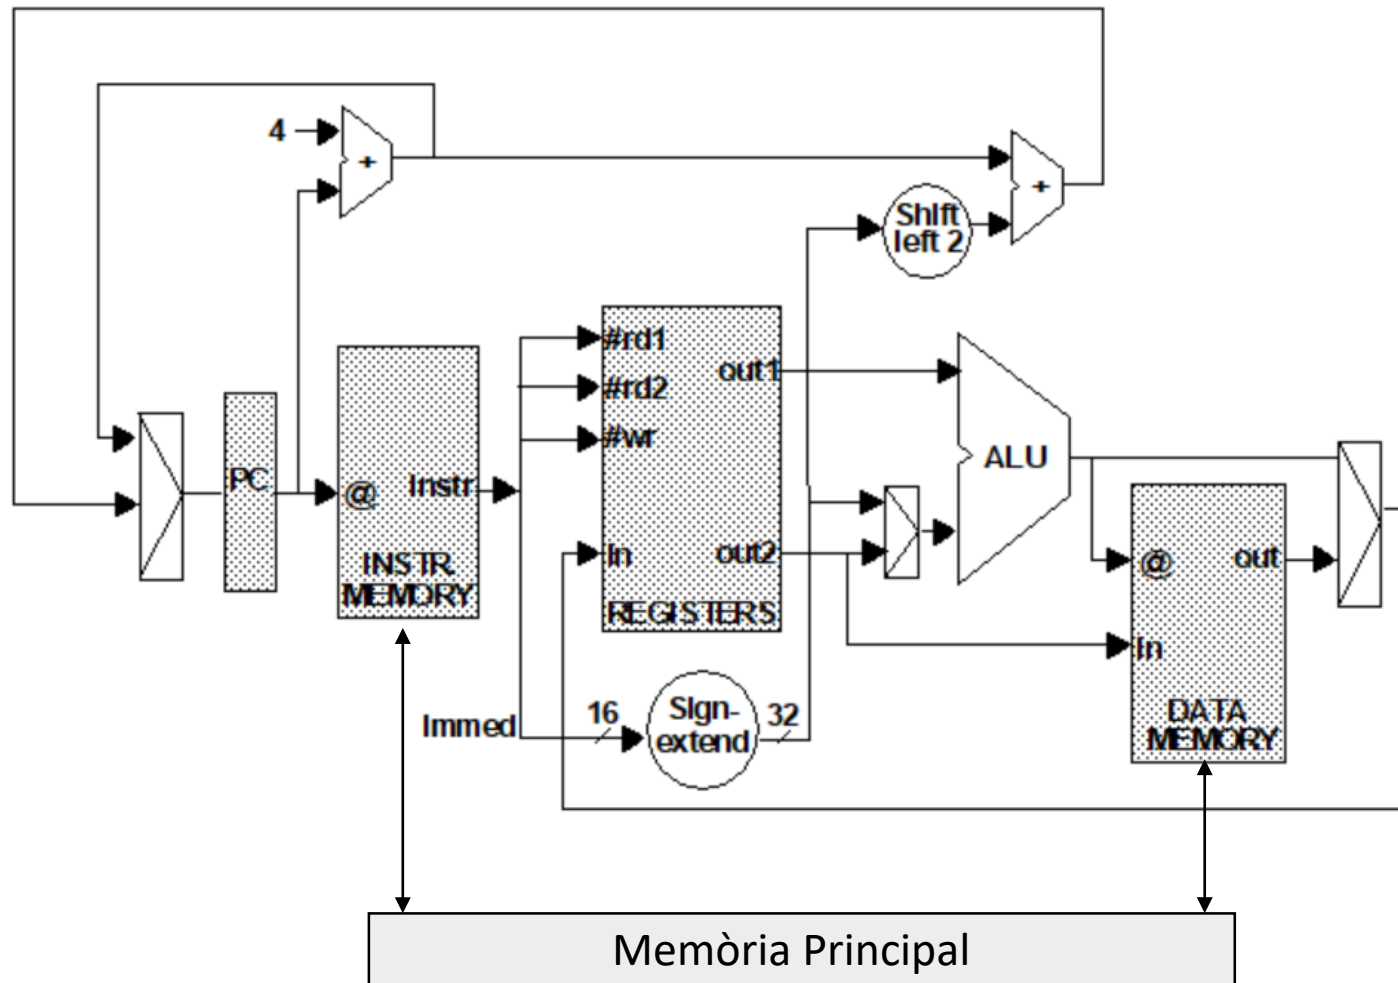 4
+
+
Shift
left 2
#rd1
#rd2
#wr
out1
PC
@
Instr
INSTR.
MEMORY
In
out2
REGISTERS
ALU
@
out
In
DATA
MEMORY
Immed
16
Sign-
extend
32
Memòria Principal